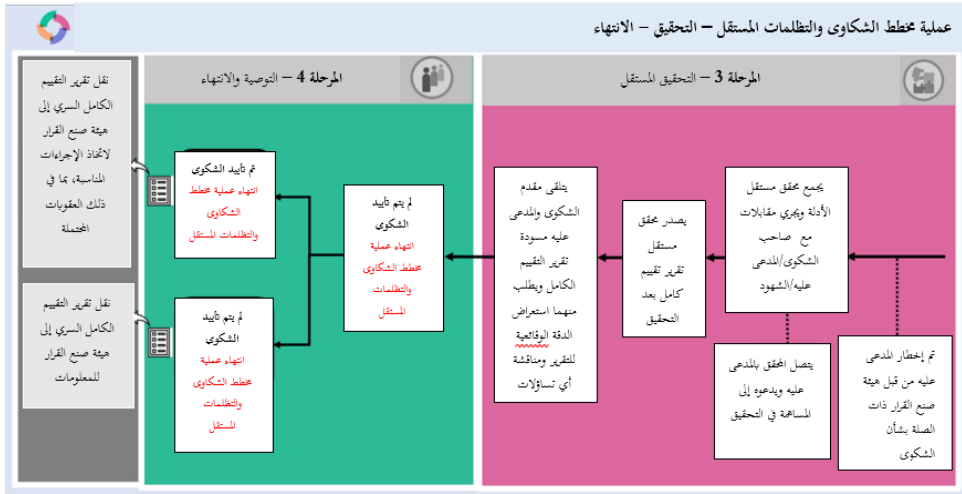 عملية مخطط الشكاوى والتظلمات المستقل – التحقيق – الانتهاء
المرحلة 3 – التحقيق المستقل
تم إخطار المدعى
عليه من قبل هيئة
صنع القرار ذات
الصلة بشأن
الشكوى
يجمع محقق مستقل
الأدلة ويجري مقابلات
مع صاحب
الشكوى/المدعى
عليه/الشهود
يتصل المحقق بالمدعى
عليه ويدعوه إلى
المساهمة في التحقيق
يصدر محقق
مستقل
تقرير تقييم
كامل بعد
التحقيق
يتلقى مقدم
الشكوى والمدعى
عليه مسودة
تقرير التقييم
الكامل ويطلب
منهما استعراض
الدقة الوقائعية
للتقرير ومناقشة
أي تساؤلات
المرحلة 4 – التوصية والانتهاء
لم يتم تأييد
الشكوى
انتهاء عملية
مخطط الشكاوى
والتظلمات
المستقل
تم تأييد الشكوى
انتهاء عملية مخطط
الشكاوى
والتظلمات المستقل
لم يتم تأييد
الشكوى
انتهاء عملية
مخطط الشكاوى
والتظلمات
المستقل
نقل تقرير التقييم
الكامل السري إلى
هيئة صنع القرار
لاتخاذ الإجراءات
المناسبة، بما في
ذلك العقوبات
المحتملة
نقل تقرير التقييم
الكامل السري إلى
هيئة صنع القرار
للمعلومات